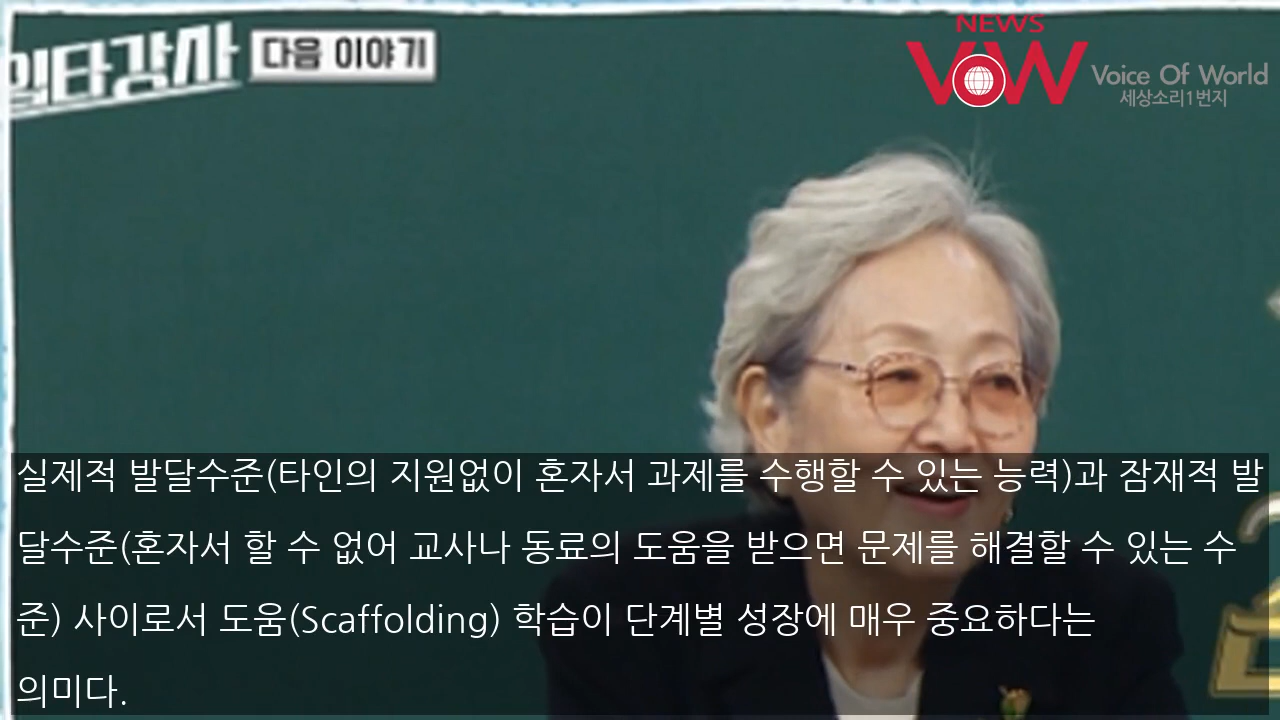 일타강사 다음 이야기
NEWS
VOW
Voice Of World
세상소리1번지
실제적 발달수준(타인의 지원없이 혼자서 과제를 수행할 수 있는 능력)과 잠재적 발
달수준(혼자서 할 수 없어 교사나 동료의 도움을 받으면 문제를 해결할 수 있는 수
준) 사이로서 도움(Scaffolding) 학습이 단계별 성장에 매우 중요하다는
의미다.